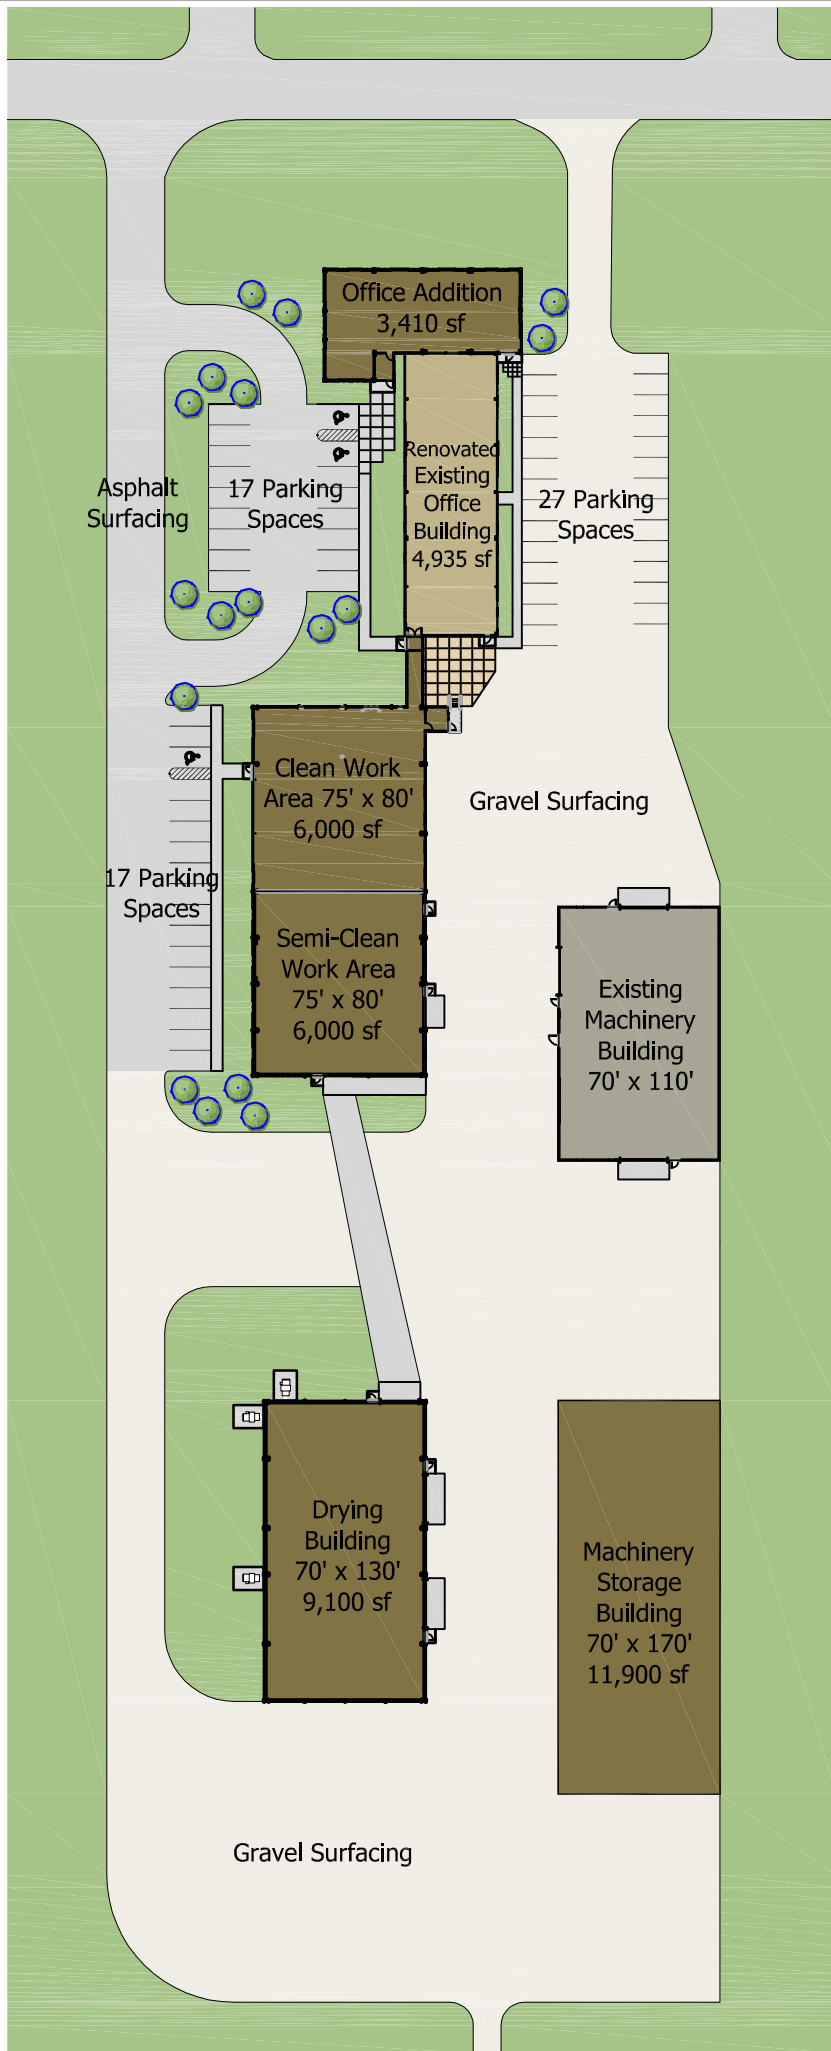 Office Addition
3,410 sf
Renovated
Existing
Office
Building
4,935 sf
Asphalt
Surfacing
17 Parking
Spaces
27 Parking
Spaces
Clean Work
Area 75' x 80'
6,000 sf
Gravel Surfacing
17 Parking
Spaces
Semi-Clean
Work Area
75' x 80'
6,000 sf
Existing
Machinery
Building
70' x 110'
Drying
Building
70' x 130'
9,100 sf
Machinery
Storage
Building
70' x 170'
11,900 sf
Gravel Surfacing